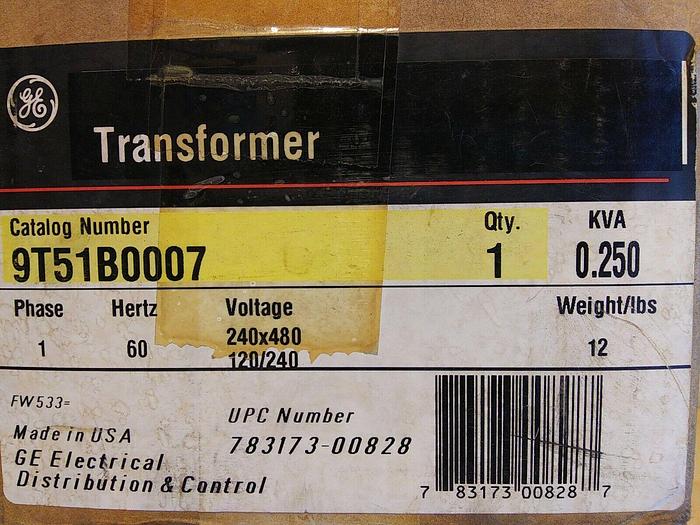 GE
Transformer
Catalog Number Qty. KVA
9T51B0007 1 0.250
Phase Hertz Voltage Weight/lbs
1 60 240x480 12
120/240
FW533=
UPC Number
Made in USA
783173-00828
GE Electrical
Distribution & Control
7 83173 00828 7